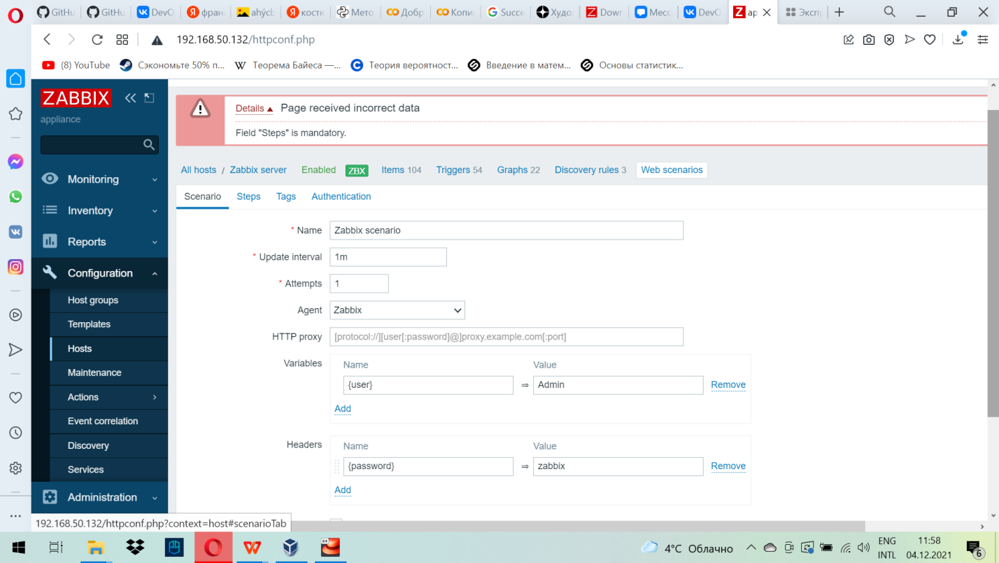 GitHu
GitHu
DevO
фран
ahýcb
костю
Мето,
Добр
Копи
Succe
Худо
Down
Месс
DevO
ap
Эксп
192.168.50.132/httpconf.php
(8) YouTube
Сэкономьте 50% п...
Теорема Байеса —...
Теория вероятност...
Введение в матем...
Основы статистик...
ZABBIX
appliance
Details Page received incorrect data
Field "Steps" is mandatory.
All hosts / Zabbix server Enabled ZBX Items 104 Triggers 54 Graphs 22 Discovery rules 3 Web scenarios
Scenario Steps Tags Authentication
Monitoring
Inventory
Reports
Configuration
Host groups
Templates
Hosts
Maintenance
Actions
Event correlation
Discovery
Services
Administration
* Name Zabbix scenario
* Update interval 1m
* Attempts 1
Agent Zabbix
HTTP proxy [protocol://][user[:password]@]proxy.example.com[:port]
Variables Name Value
{user} ⇒ Admin Remove
Add
Headers Name Value
{password} ⇒ zabbix Remove
Add
192.168.50.132/httpconf.php?context=host#scenarioTab
64
4°C Облачно
ENG
INTL
11:58
04.12.2021
6